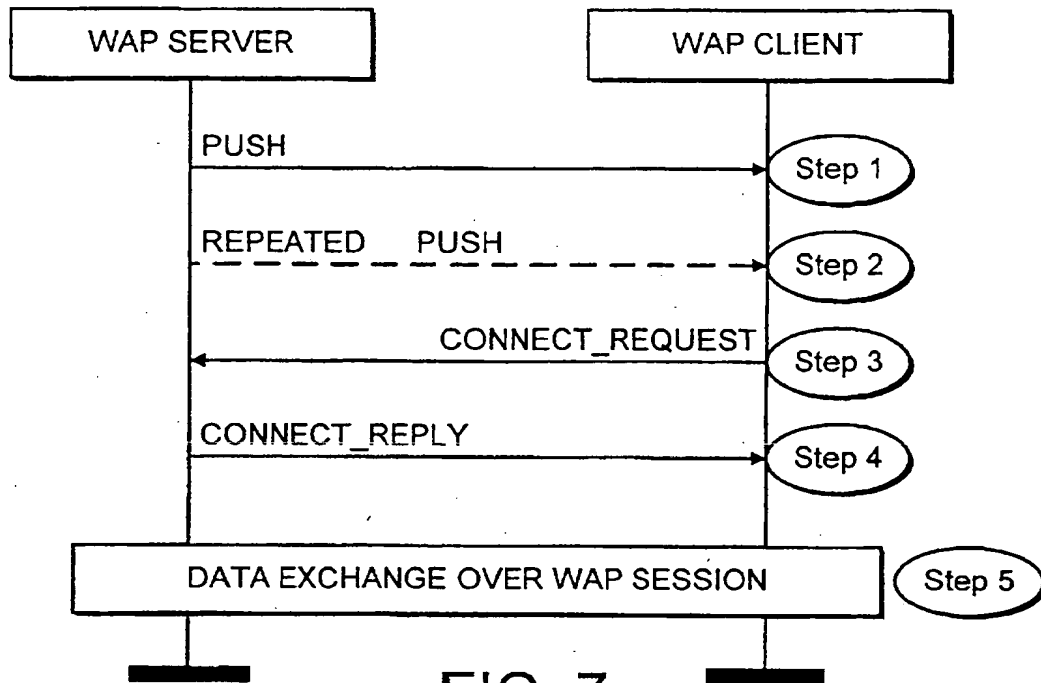 WAP SERVER
WAP CLIENT
PUSH
Step 1
REPEATED PUSH
Step 2
CONNECT_REQUEST
Step 3
CONNECT_REPLY
Step 4
DATA EXCHANGE OVER WAP SESSION
Step 5